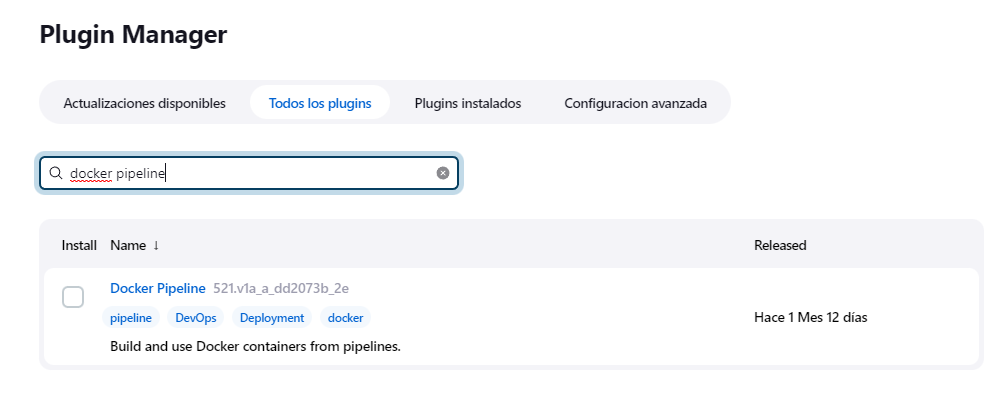 Plugin Manager
Actualizaciones disponibles Todos los plugins Plugins instalados Configuracion avanzada
docker pipeline
Install Name ↓ Released
Docker Pipeline 521.v1a_a_dd2073b_2e
pipeline DevOps Deployment docker
Hace 1 Mes 12 días
Build and use Docker containers from pipelines.